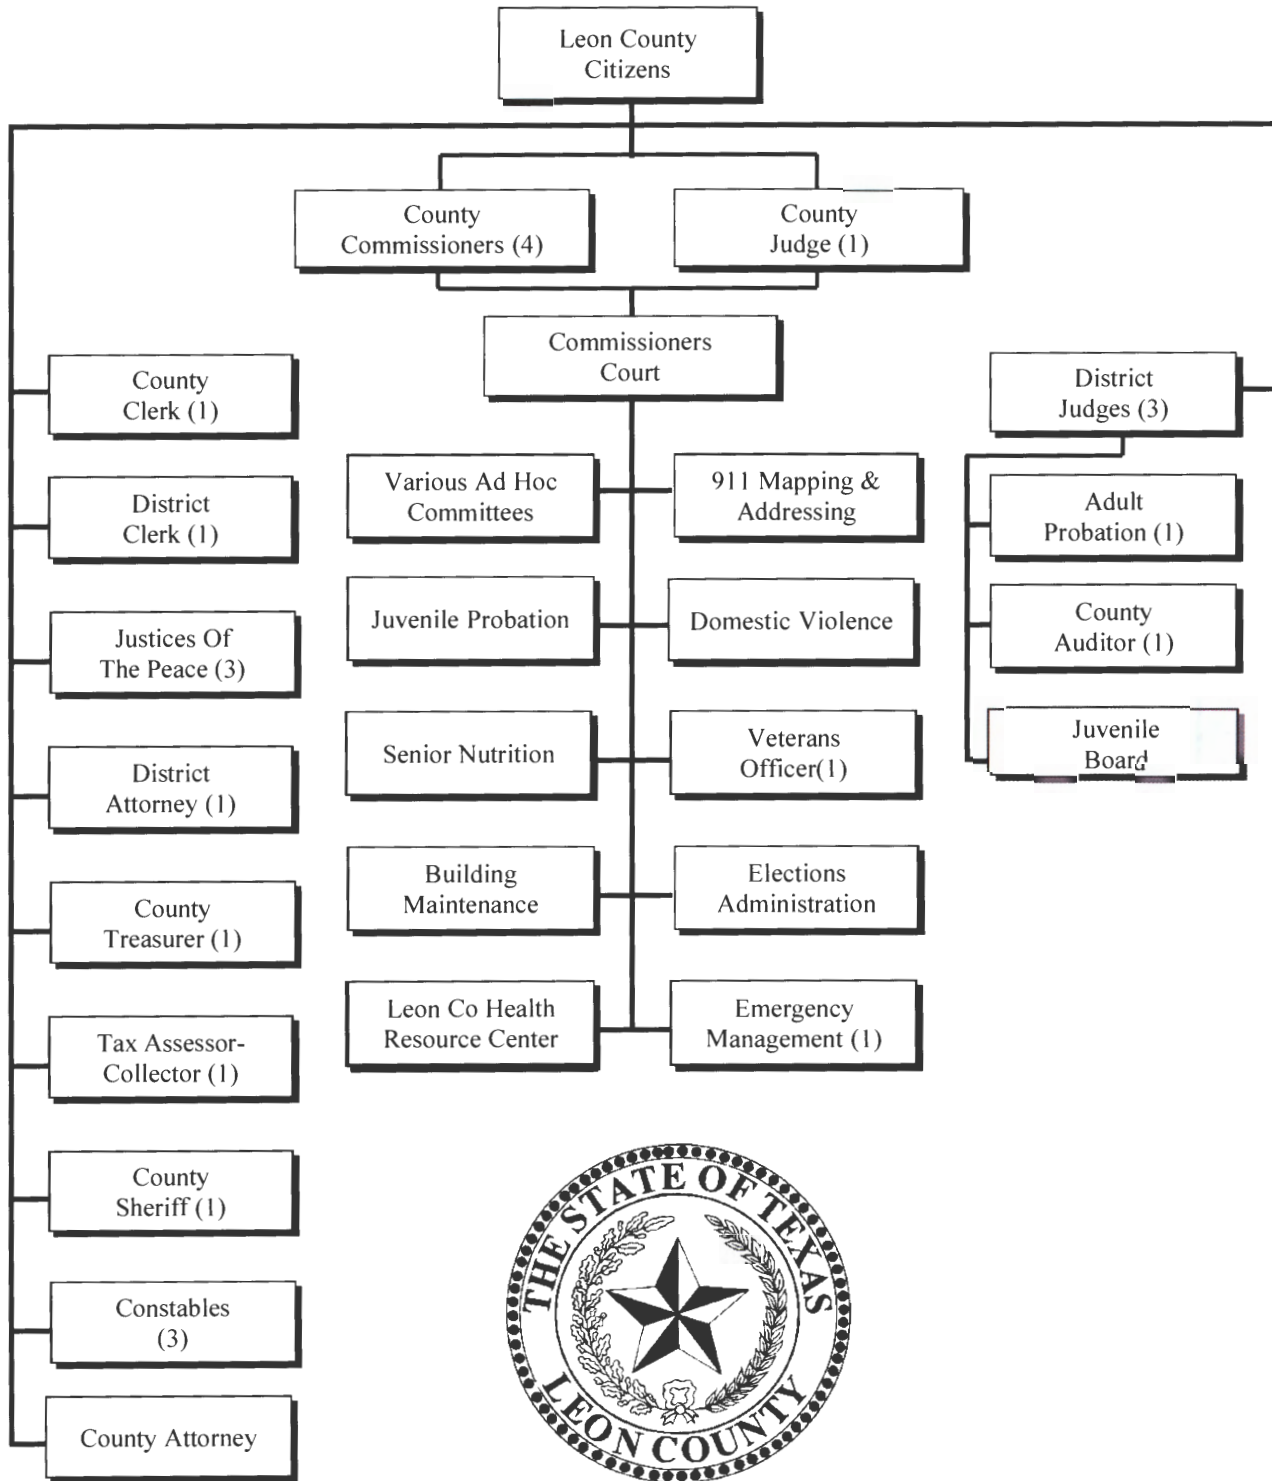 Leon County
Citizens
County
Commissioners (4)
County
Judge (1)
Commissioners
Court
County
Clerk (1)
District
Clerk (1)
Justices Of
The Peace (3)
District
Attorney (1)
County
Treasurer (1)
Tax Assessor-
Collector (1)
County
Sheriff (1)
Constables
(3)
County Attorney
Various Ad Hoc
Committees
911 Mapping &
Addressing
Juvenile Probation
Domestic Violence
Senior Nutrition
Veterans
Officer(1)
Building
Maintenance
Elections
Administration
Leon Co Health
Resource Center
Emergency
Management (1)
District
Judges (3)
Adult
Probation (1)
County
Auditor (1)
Juvenile
Board
THE STATE OF TEXAS
LEON COUNTY